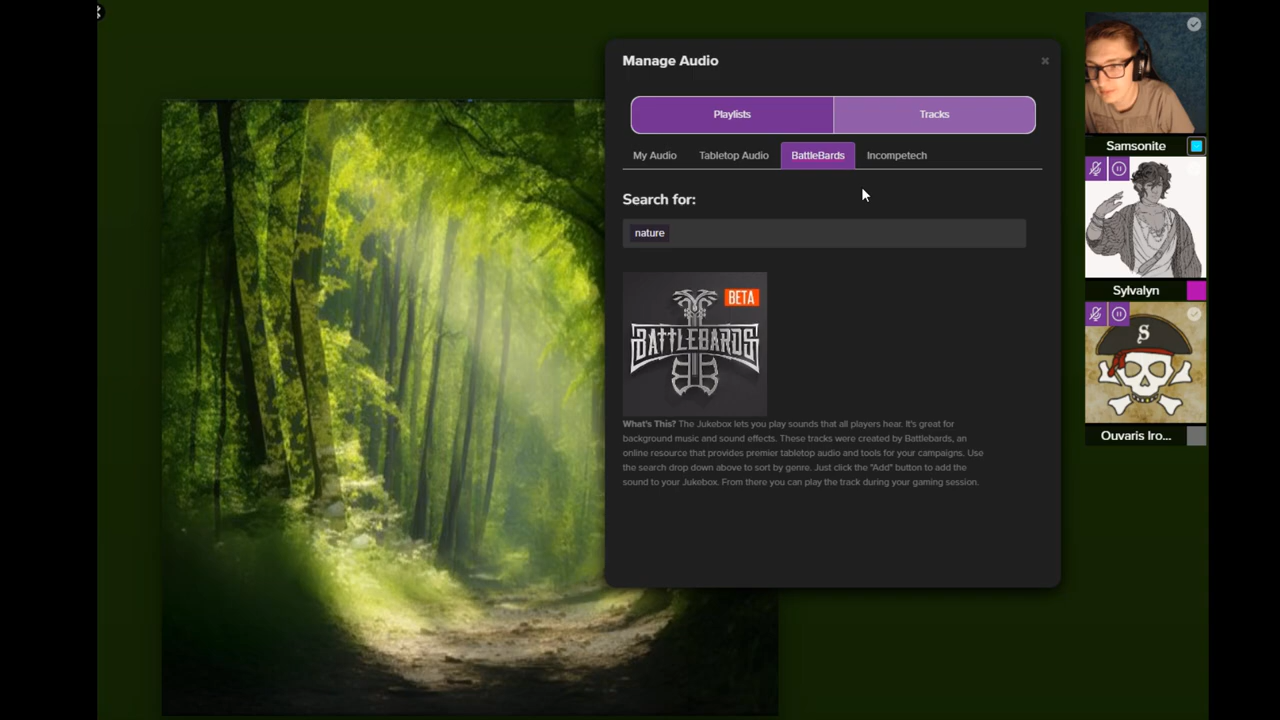 Manage Audio
Playlists
Tracks
My Audio
Tabletop Audio
BattleBards
Incompetech
Search for:
nature
BETA
BATTLEBARDS
What's This? The Jukebox lets you play sounds that all players hear. It's great for
background music and sound effects. These tracks were created by Battlebards, an
online resource that provides premier tabletop audio and tools for your campaigns. Use
the search drop down above to sort by genre. Just click the "Add" button to add the
sound to your Jukebox. From there you can play the track during your gaming session.
Samsonite
Sylvalyn
S
Ouvaris Iro...